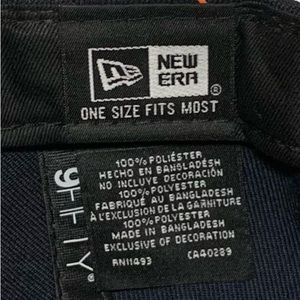 NEW
ERA®
ONE SIZE FITS MOST
9FIFTY®
100% POLIÉSTER
HECHO EN BANGLADÉSH
NO INCLUYE DECORACIÓN
100% POLYESTER
FABRIQUÉ AU BANGLADESH
À L'EXCLUSION DE LA GARNITURE
100% POLYESTER
MADE IN BANGLADESH
EXCLUSIVE OF DECORATION
RN11493 CA40289